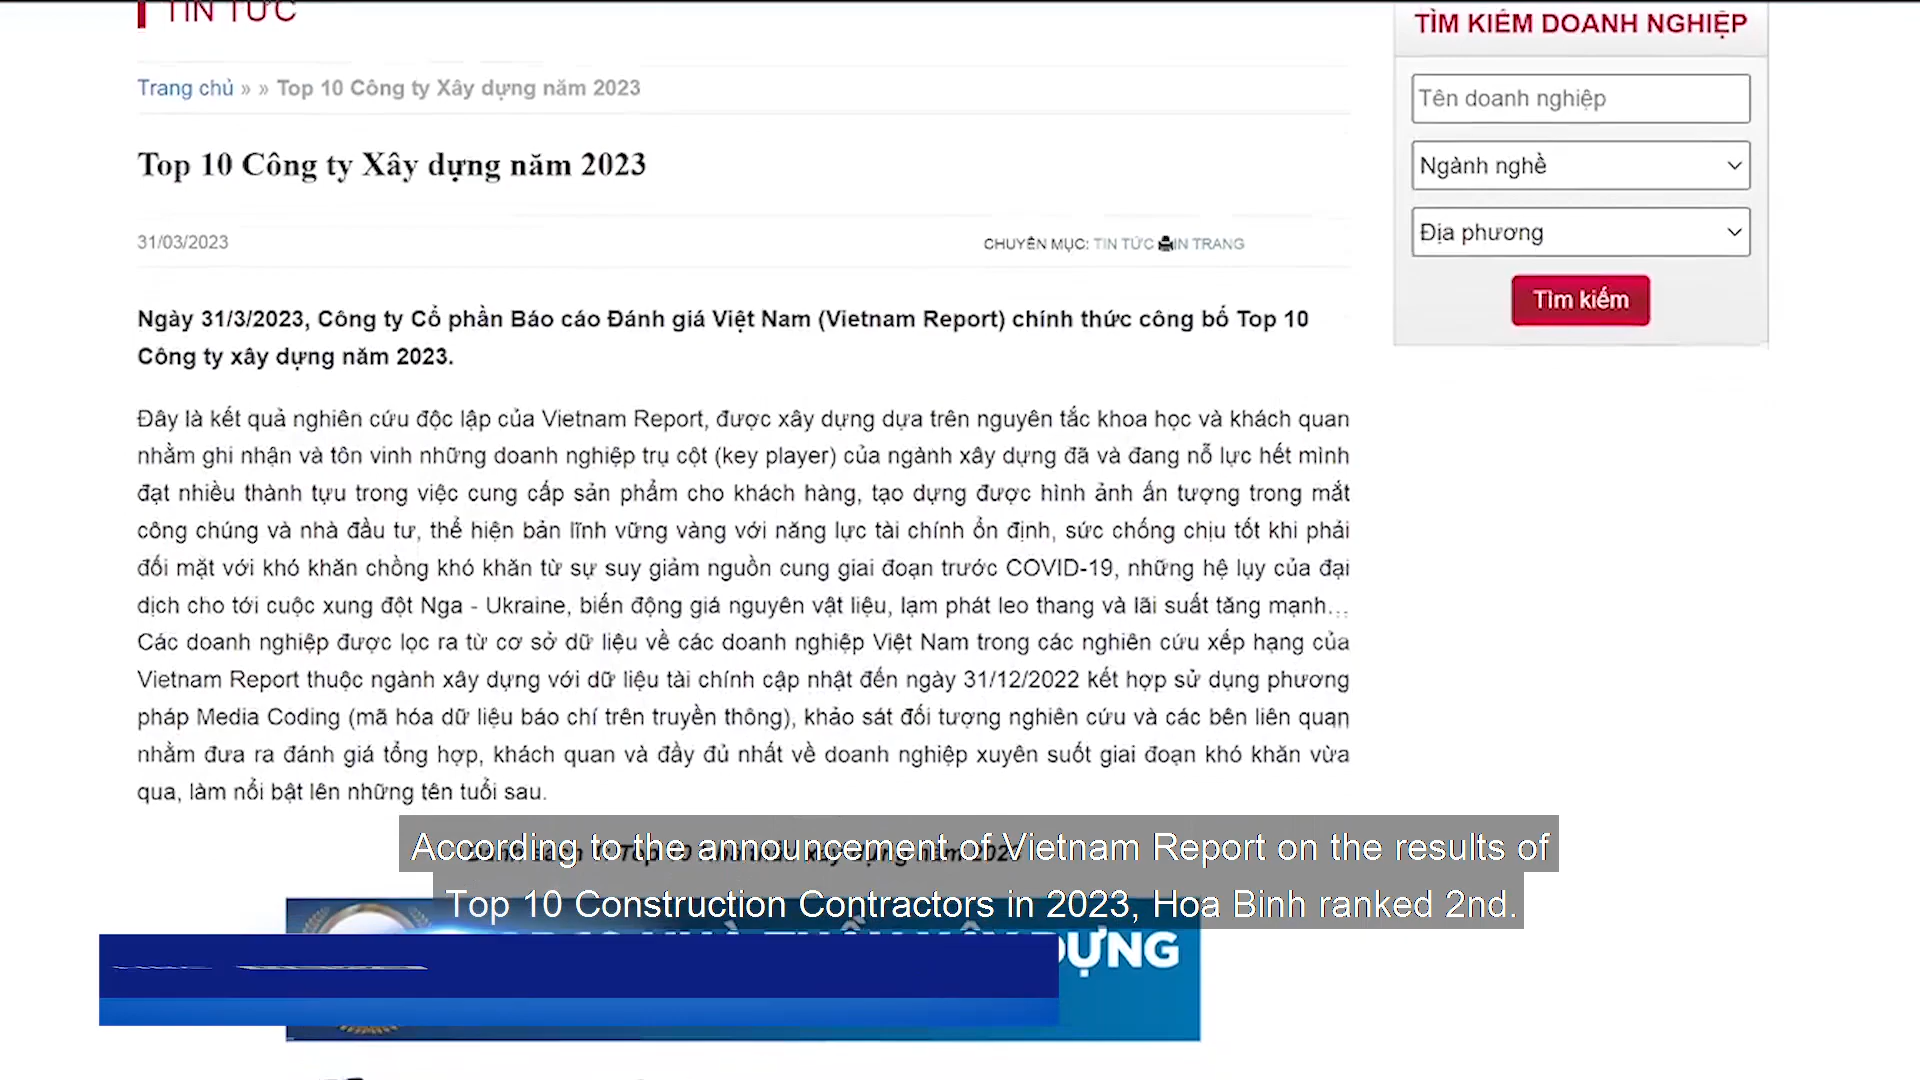 TIN TỨC
TÌM KIẾM DOANH NGHIỆP
Trang chủ » » Top 10 Công ty Xây dựng năm 2023
Tên doanh nghiệp
Top 10 Công ty Xây dựng năm 2023
Ngành nghề
Địa phương
31/03/2023
CHUYÊN MỤC: TIN TỨC IN TRANG
Tìm kiếm
Ngày 31/3/2023, Công ty Cổ phần Báo cáo Đánh giá Việt Nam (Vietnam Report) chính thức công bố Top 10
Công ty xây dựng năm 2023.
Đây là kết quả nghiên cứu độc lập của Vietnam Report, được xây dựng dựa trên nguyên tắc khoa học và khách quan
nhằm ghi nhận và tôn vinh những doanh nghiệp trụ cột (key player) của ngành xây dựng đã và đang nỗ lực hết mình
đạt nhiều thành tựu trong việc cung cấp sản phẩm cho khách hàng, tạo dựng được hình ảnh ấn tượng trong mắt
công chúng và nhà đầu tư, thể hiện bản lĩnh vững vàng với năng lực tài chính ổn định, sức chống chịu tốt khi phải
đối mặt với khó khăn chồng khó khăn từ sự suy giảm nguồn cung giai đoạn trước COVID-19, những hệ lụy của đại
dịch cho tới cuộc xung đột Nga - Ukraine, biến động giá nguyên vật liệu, lạm phát leo thang và lãi suất tăng mạnh...
Các doanh nghiệp được lọc ra từ cơ sở dữ liệu về các doanh nghiệp Việt Nam trong các nghiên cứu xếp hạng của
Vietnam Report thuộc ngành xây dựng với dữ liệu tài chính cập nhật đến ngày 31/12/2022 kết hợp sử dụng phương
pháp Media Coding (mã hóa dữ liệu báo chí trên truyền thông), khảo sát đối tượng nghiên cứu và các bên liên quan
nhằm đưa ra đánh giá tổng hợp, khách quan và đầy đủ nhất về doanh nghiệp xuyên suốt giai đoạn khó khăn vừa
qua, làm nổi bật lên những tên tuổi sau.
According to the announcement of Vietnam Report on the results of
Top 10 Construction Contractors in 2023, Hoa Binh ranked 2nd.
DỰNG